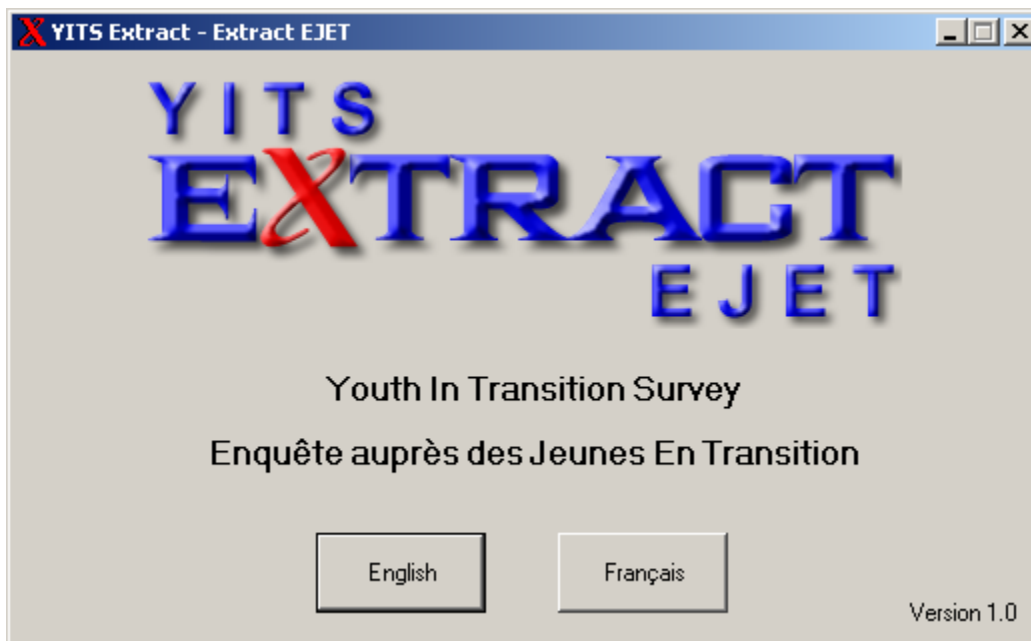 YITS Extract - Extract EJET
YITS
EXTRACT
EJET
Youth In Transition Survey
Enquête auprès des Jeunes En Transition
English
Français
Version 1.0